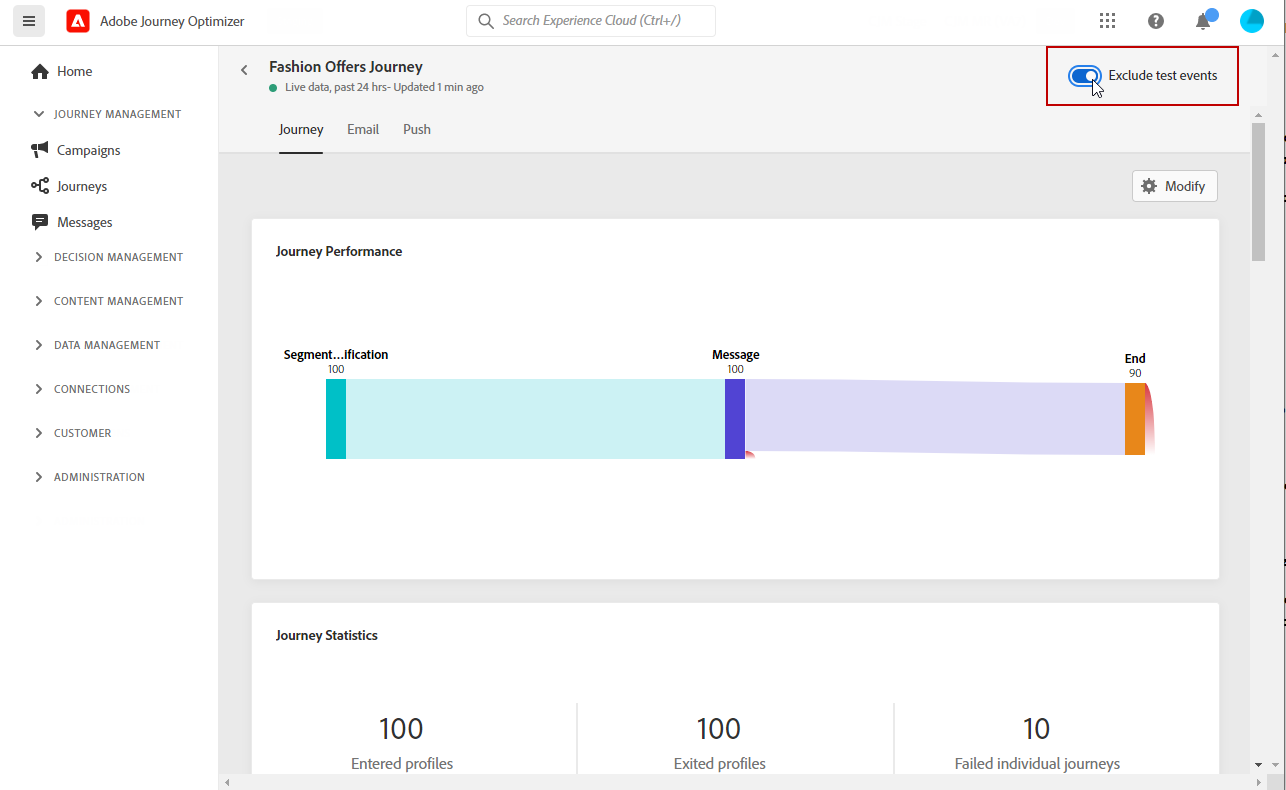 Adobe Journey Optimizer
Search Experience Cloud (Ctrl+/)
Home
JOURNEY MANAGEMENT
Campaigns
Journeys
Messages
DECISION MANAGEMENT
CONTENT MANAGEMENT
DATA MANAGEMENT
CONNECTIONS
CUSTOMER
ADMINISTRATION
Fashion Offers Journey
Live data, past 24 hrs- Updated 1 min ago
Exclude test events
Journey Email Push
Modify
Journey Performance
Segment...ification
100
Message
100
End
90
Journey Statistics
100
Entered profiles
100
Exited profiles
10
Failed individual journeys